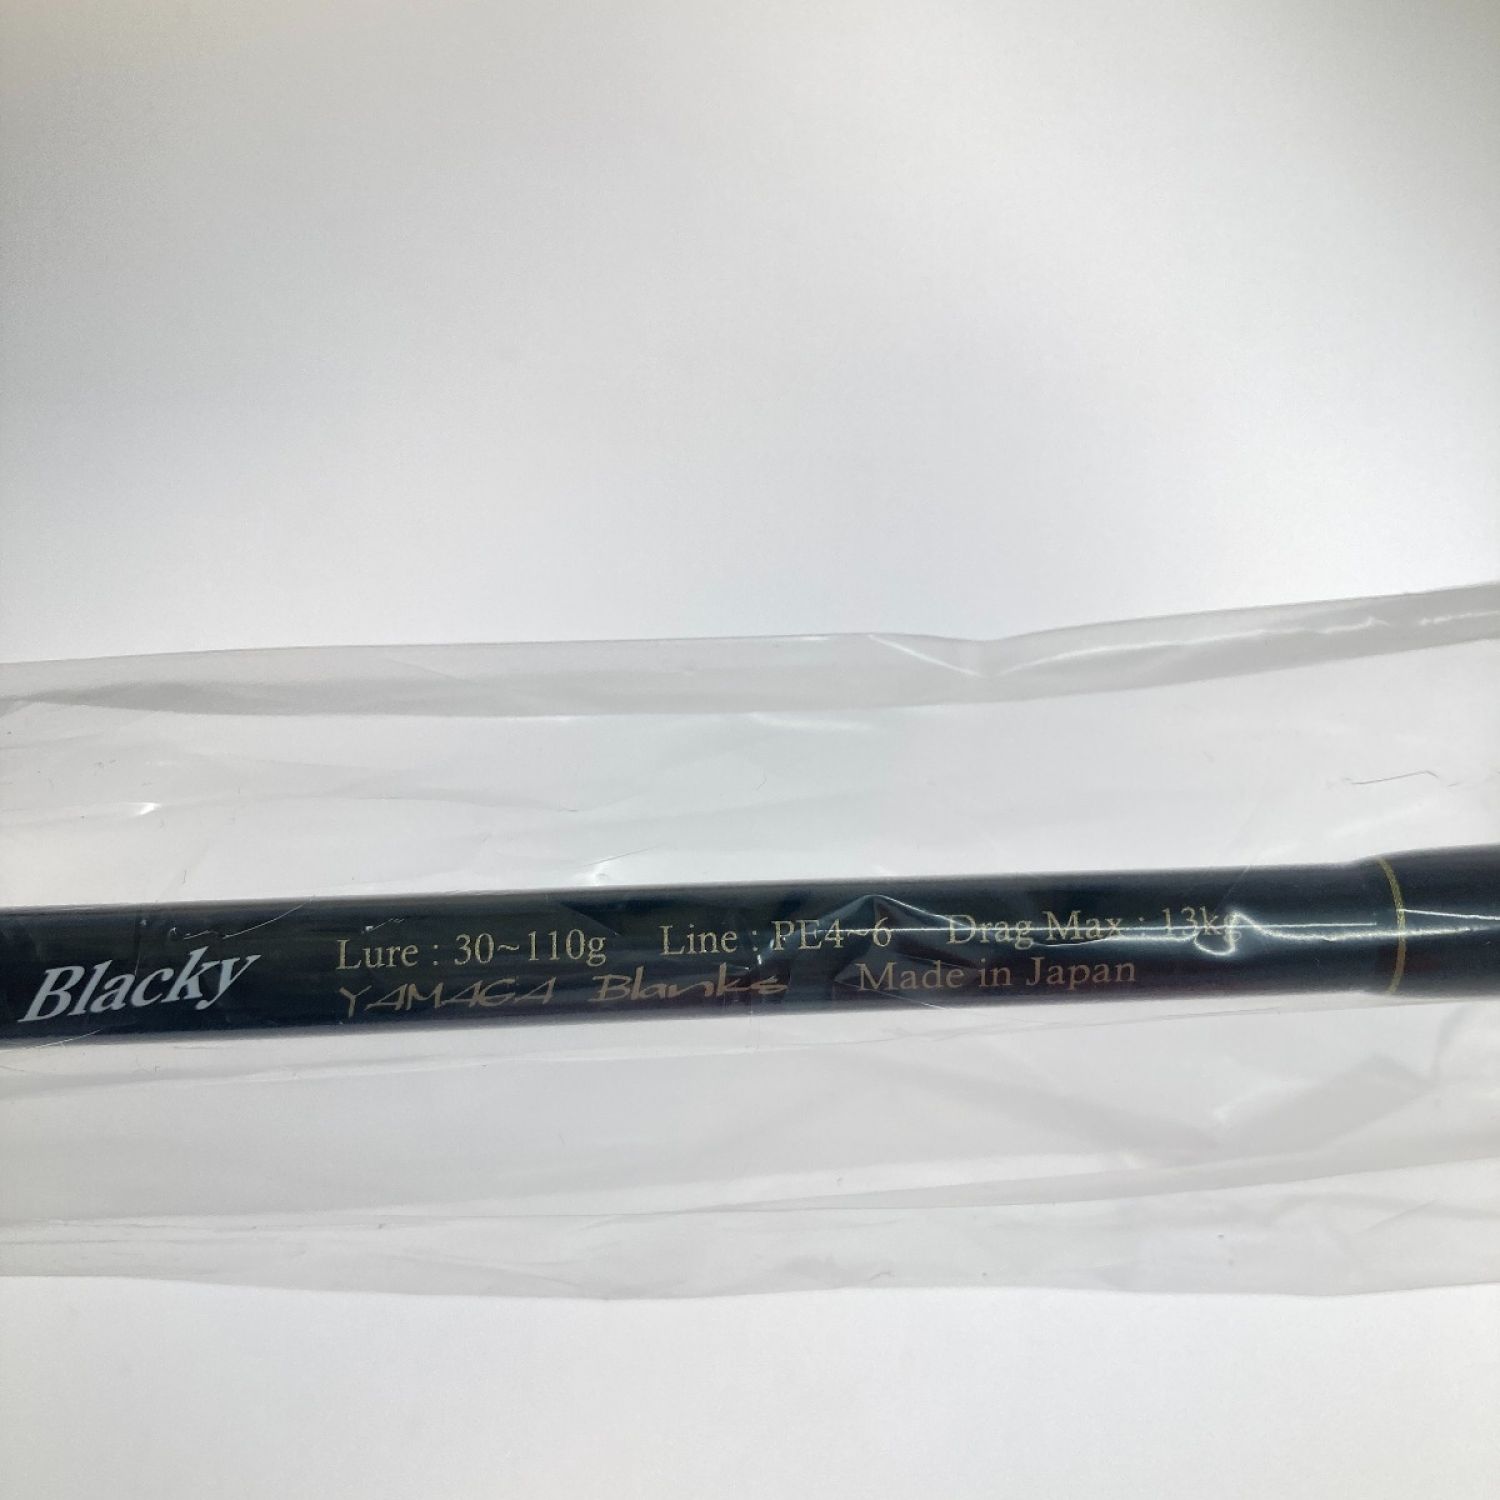 Blacky
Lure : 30~110g Line : PE4~6 Drag Max : 13kg
YAMAGA Blanks Made in Japan